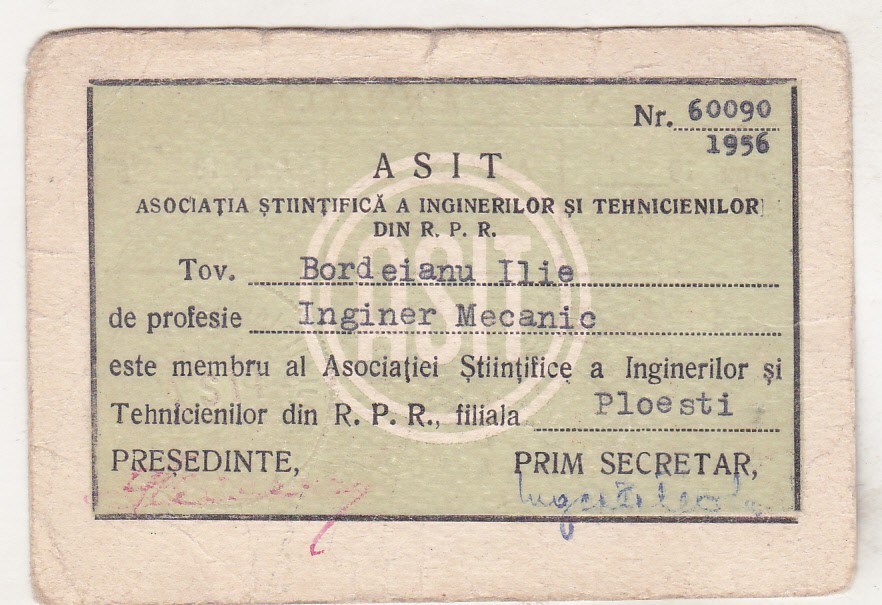 Nr. 60090
1956
ASIT
ASOCIAȚIA ȘTIINȚIFICĂ A INGINERILOR ȘI TEHNICIENILOR
DIN R. P. R.
Tov. Bordeianu Ilie
de profesie Inginer Mecanic
este membru al Asociației Științifice a Inginerilor și
Tehnicienilor din R. P. R., filiala Ploesti
PREȘEDINTE, PRIM SECRETAR,
ASIT